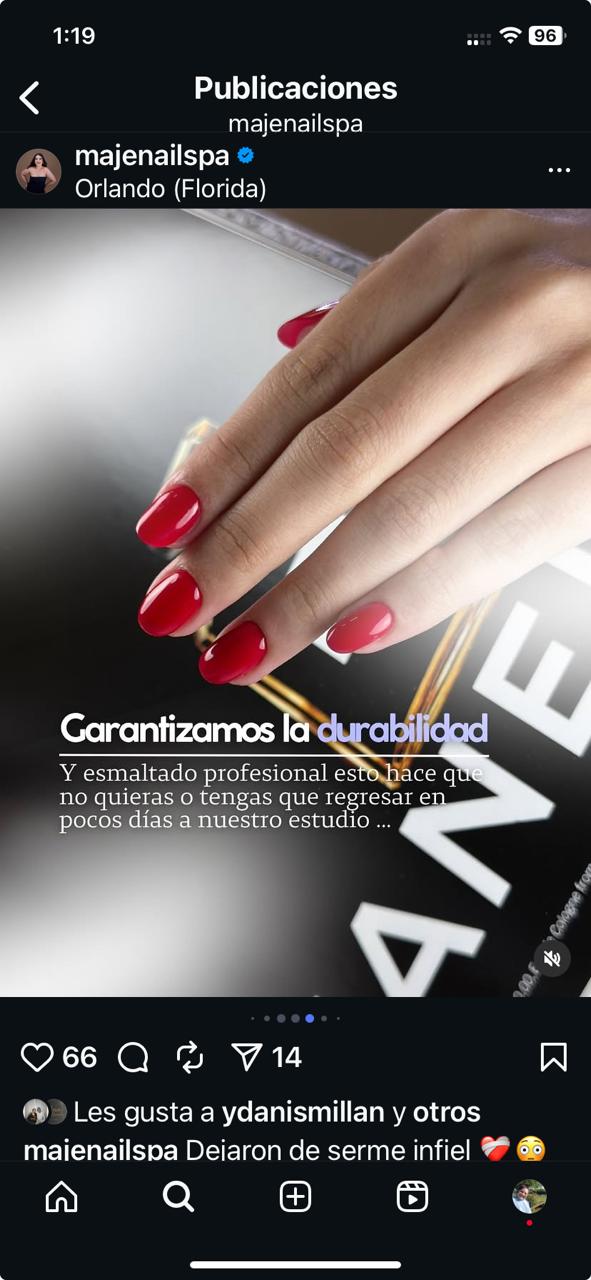 1:19
96
Publicaciones
majenailspa
majenailspa
Orlando (Florida)
ANE
Cologne from
Garantizamos la durabilidad
Y esmaltado profesional esto hace que
no quieras o tengas que regresar en
pocos días a nuestro estudio ...
66
14
Les gusta a ydanismillan y otros
majenailspa Dejaron de serme infiel ❤️‍🩹😳